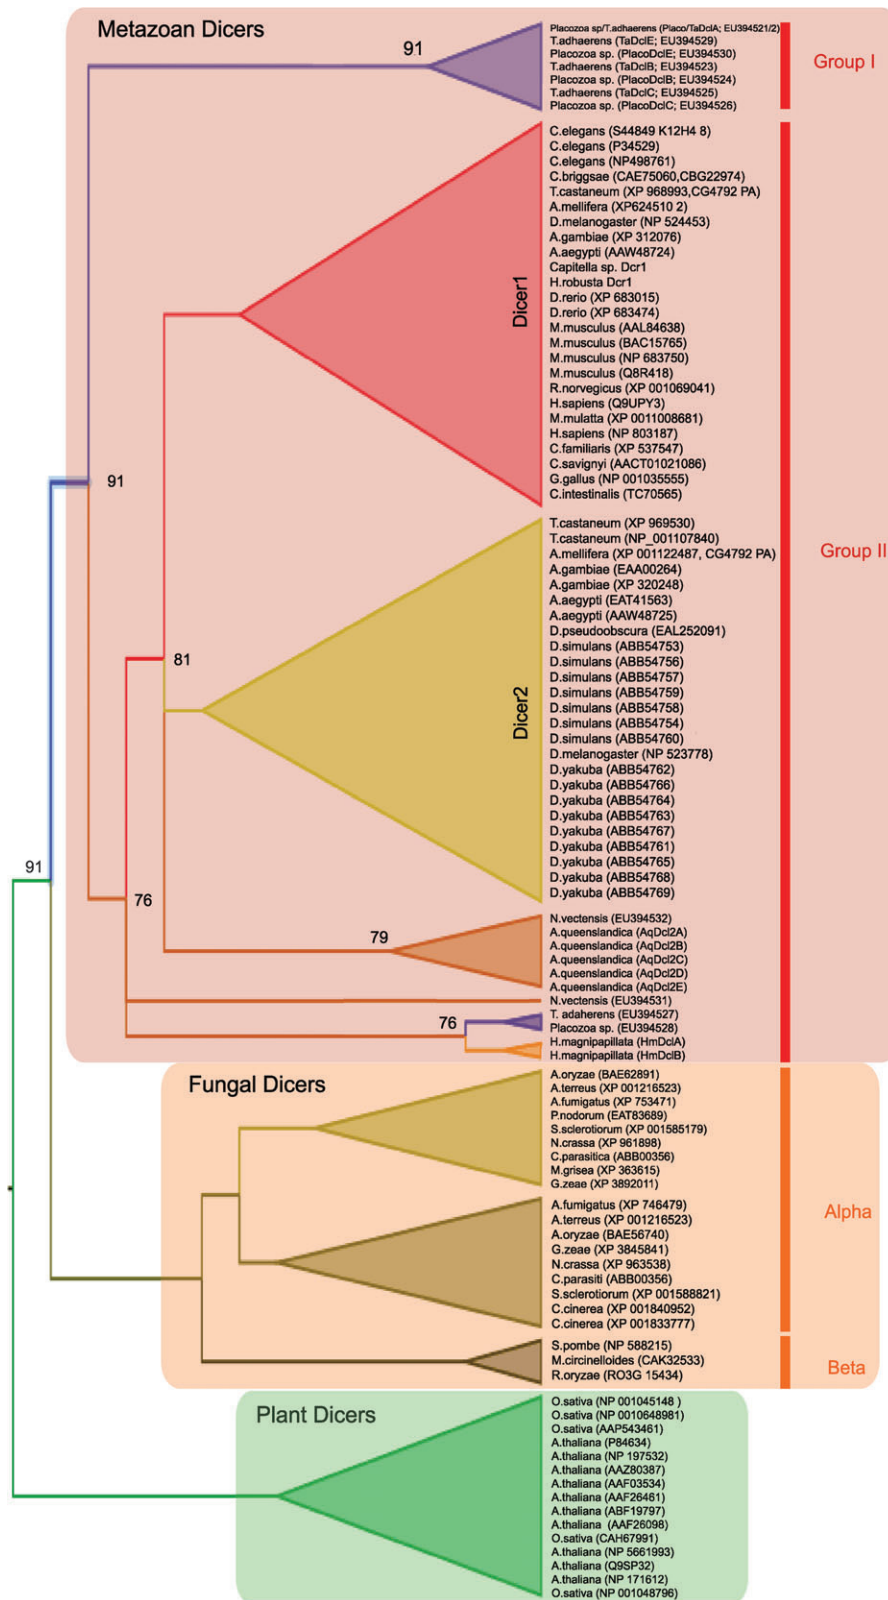 Metazoan Dicers
91
Placozoa sp/T.adhaerens (Placo/TaDclA; EU394521/2)
T.adhaerens (TaDclE; EU394529)
Placozoa sp. (PlacoDclE; EU394530)
T.adhaerens (TaDclB; EU394523)
Placozoa sp. (PlacoDclB; EU394524)
T.adhaerens (TaDclC; EU394525)
Placozoa sp. (PlacoDclC; EU394526)
Group I
C.elegans (S44849 K12H4 8)
C.elegans (P34529)
C.elegans (NP498761)
C.briggsae (CAE75060,CBG22974)
T.castaneum (XP 968993,CG4792 PA)
A.mellifera (XP624510 2)
D.melanogaster (NP 524453)
A.gambiae (XP 312076)
A.aegypti (AAW48724)
Capitella sp. Dcr1
H.robusta Dcr1
D.rerio (XP 683015)
D.rerio (XP 683474)
M.musculus (AAL84638)
M.musculus (BAC15765)
M.musculus (NP 683750)
M.musculus (Q8R418)
R.norvegicus (XP 001069041)
H.sapiens (Q9UPY3)
M.mulatta (XP 0011008681)
H.sapiens (NP 803187)
C.familiaris (XP 537547)
C.savignyi (AACT01021086)
G.gallus (NP 001035555)
C.intestinalis (TC70565)
Dicer1
91
Group II
T.castaneum (XP 969530)
T.castaneum (NP_001107840)
A.mellifera (XP 001122487, CG4792 PA)
A.gambiae (EAA00264)
A.gambiae (XP 320248)
A.aegypti (EAT41563)
A.aegypti (AAW48725)
D.pseudoobscura (EAL252091)
D.simulans (ABB54753)
D.simulans (ABB54756)
D.simulans (ABB54757)
D.simulans (ABB54759)
D.simulans (ABB54758)
D.simulans (ABB54754)
D.simulans (ABB54760)
D.melanogaster (NP 523778)
D.yakuba (ABB54762)
D.yakuba (ABB54766)
D.yakuba (ABB54764)
D.yakuba (ABB54763)
D.yakuba (ABB54767)
D.yakuba (ABB54761)
D.yakuba (ABB54765)
D.yakuba (ABB54768)
D.yakuba (ABB54769)
81
Dicer2
91
76
79
N.vectensis (EU394532)
A.queenslandica (AqDcl2A)
A.queenslandica (AqDcl2B)
A.queenslandica (AqDcl2C)
A.queenslandica (AqDcl2D)
A.queenslandica (AqDcl2E)
N.vectensis (EU394531)
76
T. adaherens (EU394527)
Placozoa sp. (EU394528)
H.magnipapillata (HmDclA)
H.magnipapillata (HmDclB)
Fungal Dicers
A.oryzae (BAE62891)
A.terreus (XP 001216523)
A.fumigatus (XP 753471)
P.nodorum (EAT83689)
S.sclerotiorum (XP 001585179)
N.crassa (XP 961898)
C.parasitica (ABB00356)
M.grisea (XP 363615)
G.zeae (XP 3892011)
A.fumigatus (XP 746479)
A.terreus (XP 001216523)
A.oryzae (BAE56740)
G.zeae (XP 3845841)
N.crassa (XP 963538)
C.parasiti (ABB00356)
S.sclerotiorum (XP 001588821)
C.cinerea (XP 001840952)
C.cinerea (XP 001833777)
Alpha
S.pombe (NP 588215)
M.circinelloides (CAK32533)
R.oryzae (RO3G 15434)
Beta
Plant Dicers
O.sativa (NP 001045148 )
O.sativa (NP 0010648981)
O.sativa (AAP543461)
A.thaliana (P84634)
A.thaliana (NP 197532)
A.thaliana (AAZ80387)
A.thaliana (AAF03534)
A.thaliana (AAF26461)
A.thaliana (ABF19797)
A.thaliana (AAF26098)
O.sativa (CAH67991)
A.thaliana (NP 5661993)
A.thaliana (Q9SP32)
A.thaliana (NP 171612)
O.sativa (NP 001048796)